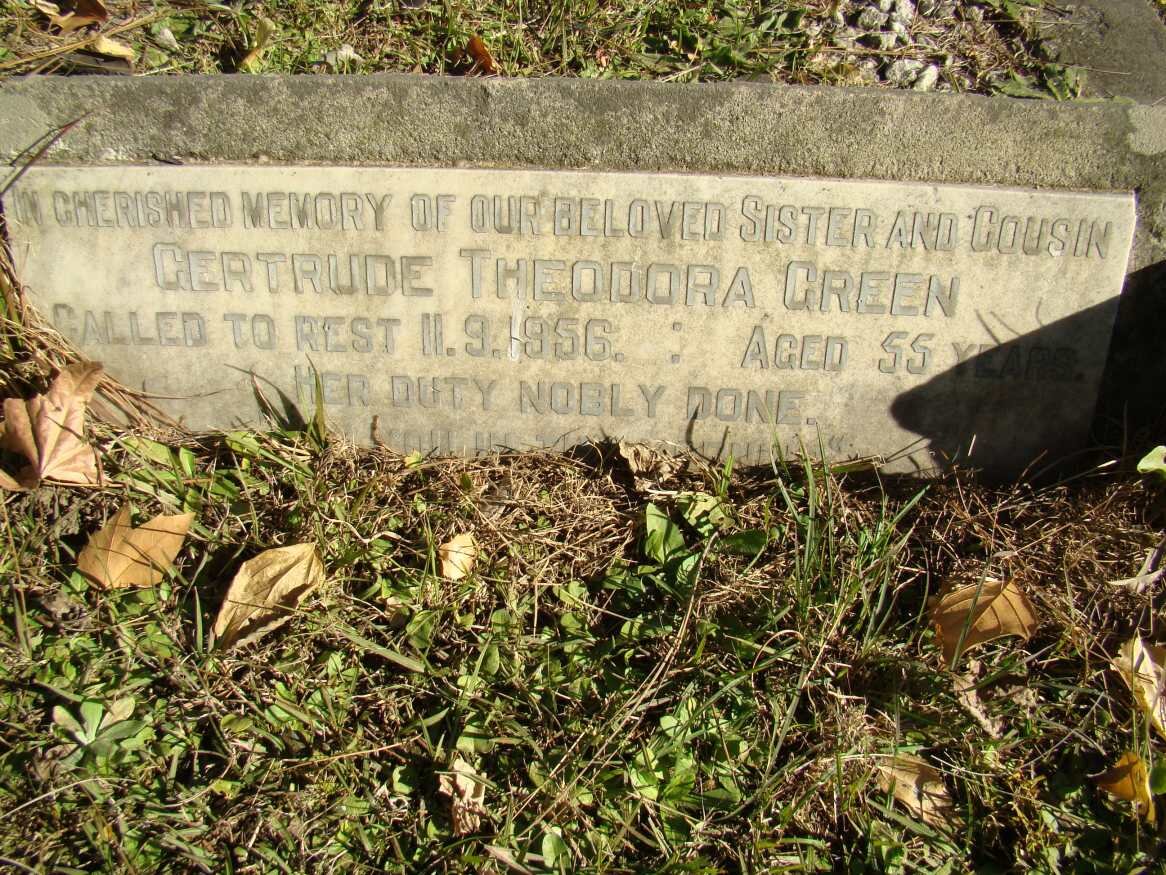 IN CHERISHED MEMORY OF OUR BELOVED SISTER AND COUSIN
GERTRUDE THEODORA GREEN
CALLED TO REST 11.9.1956. : AGED 55 YEARS.
HER DUTY NOBLY DONE.